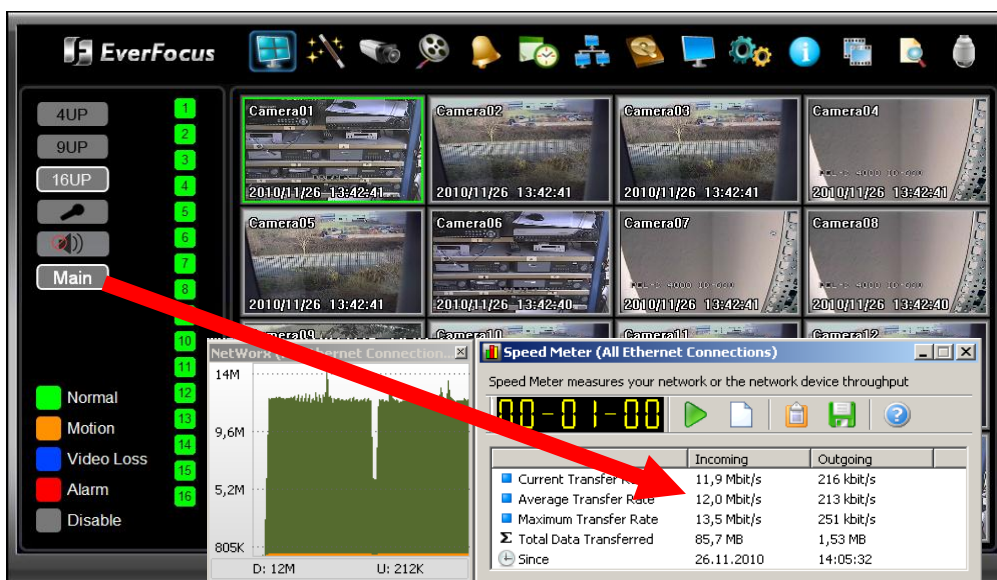 EverFocus
4UP
9UP
16UP
Main
1
2
3
4
5
6
7
8
10
11
12
13
14
15
16
Normal
Motion
Video Loss
Alarm
Disable
Camera01
2010/11/26 13:42:41
Camera02
2010/11/26 13:42:41
Camera03
2010/11/26 13:42:41
Camera04
2010/11/26 13:42:41
Camera05
2010/11/26 13:42:41
Camera06
2010/11/26 13:42:40
Camera07
2010/11/26 13:42:41
Camera08
2010/11/26 13:42:40
Camera09
Camera10
Camera11
Camera12
NetWorx
14M
9,6M
5,2M
805K
D: 12M U: 212K
Speed Meter (All Ethernet Connections)
Speed Meter measures your network or the network device throughput
00-01-00
Incoming Outgoing
Current Transfer 11,9 Mbit/s 216 kbit/s
Average Transfer Rate 12,0 Mbit/s 213 kbit/s
Maximum Transfer Rate 13,5 Mbit/s 251 kbit/s
Σ Total Data Transferred 85,7 MB 1,53 MB
Since 26.11.2010 14:05:32